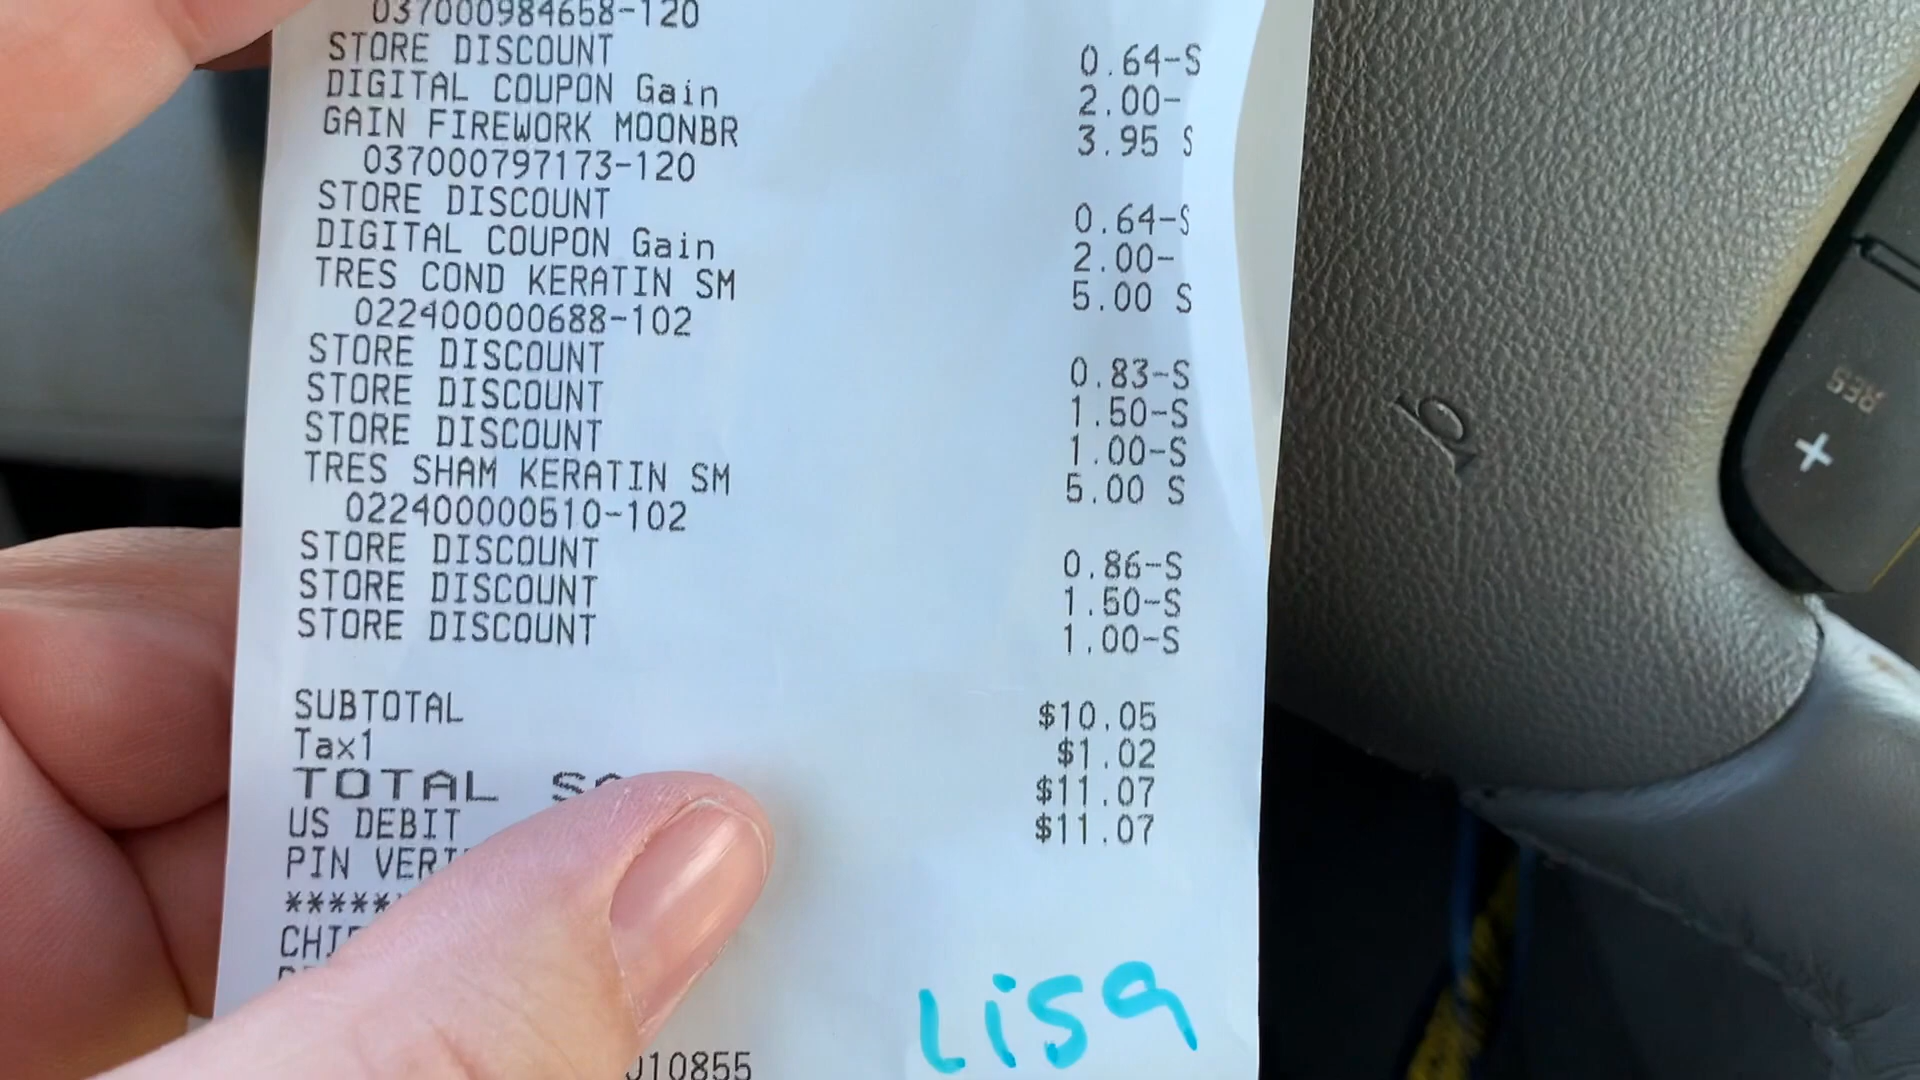 037000984658-120
STORE DISCOUNT 0.64-S
DIGITAL COUPON Gain 2.00-
GAIN FIREWORK MOONBR 3.95 S
037000797173-120
STORE DISCOUNT 0.64-S
DIGITAL COUPON Gain 2.00-
TRES COND KERATIN SM 5.00 S
022400000688-102
STORE DISCOUNT 0.83-S
STORE DISCOUNT 1.50-S
STORE DISCOUNT 1.00-S
TRES SHAM KERATIN SM 5.00 S
022400000510-102
STORE DISCOUNT 0.86-S
STORE DISCOUNT 1.50-S
STORE DISCOUNT 1.00-S
SUBTOTAL $10.05
Tax1 $1.02
TOTAL $11.07
US DEBIT $11.07
PIN
*****
Lisa
10855
RES
+